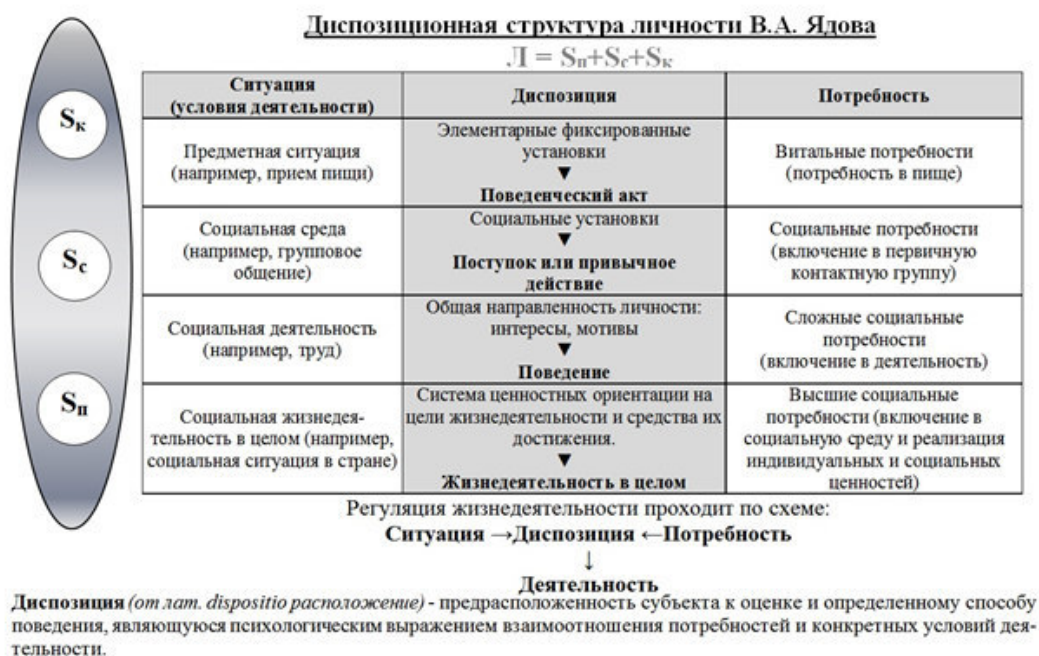 Диспозиционная структура личности В.А. Ядова
Л = Sп+Sс+Sк
Sк
Sс
Sп
Ситуация
(условия деятельности)
Диспозиция
Потребность
Предметная ситуация
(например, прием пищи)
Элементарные фиксированные
установки
▼
Поведенческий акт
Витальные потребности
(потребность в пище)
Социальная среда
(например, групповое
общение)
Социальные установки
▼
Поступок или привычное
действие
Социальные потребности
(включение в первичную
контактную группу)
Социальная деятельность
(например, труд)
Общая направленность личности:
интересы, мотивы
▼
Поведение
Сложные социальные
потребности
(включение в деятельность)
Социальная жизнедея-
тельность в целом (например,
социальная ситуация в стране)
Система ценностных ориентации на
цели жизнедеятельности и средства их
достижения.
▼
Жизнедеятельность в целом
Высшие социальные
потребности (включение в
социальную среду и реализация
индивидуальных и социальных
ценностей)
Регуляция жизнедеятельности проходит по схеме:
Ситуация →Диспозиция ←Потребность
↓
Деятельность
Диспозиция (от лат. dispositio расположение) - предрасположенность субъекта к оценке и определенному способу
поведения, являющуюся психологическим выражением взаимоотношения потребностей и конкретных условий дея-
тельности.